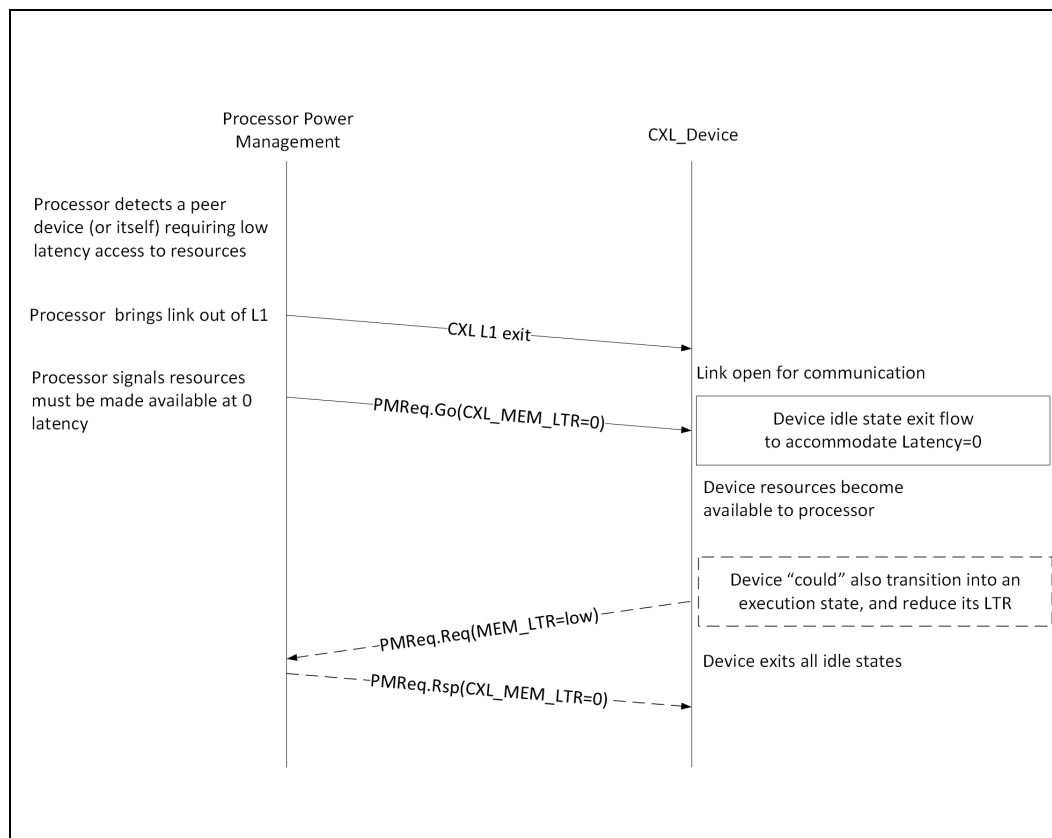 Processor Power
Management
CXL_Device
Processor detects a peer
device (or itself) requiring low
latency access to resources
Processor brings link out of L1
CXL L1 exit
Link open for communication
Processor signals resources
must be made available at 0
latency
PMReq.Go(CXL_MEM_LTR=0)
Device idle state exit flow
to accommodate Latency=0
Device resources become
available to processor
Device “could” also transition into an
execution state, and reduce its LTR
PMReq.Req(MEM_LTR=low)
Device exits all idle states
PMReq.Rsp(CXL_MEM_LTR=0)